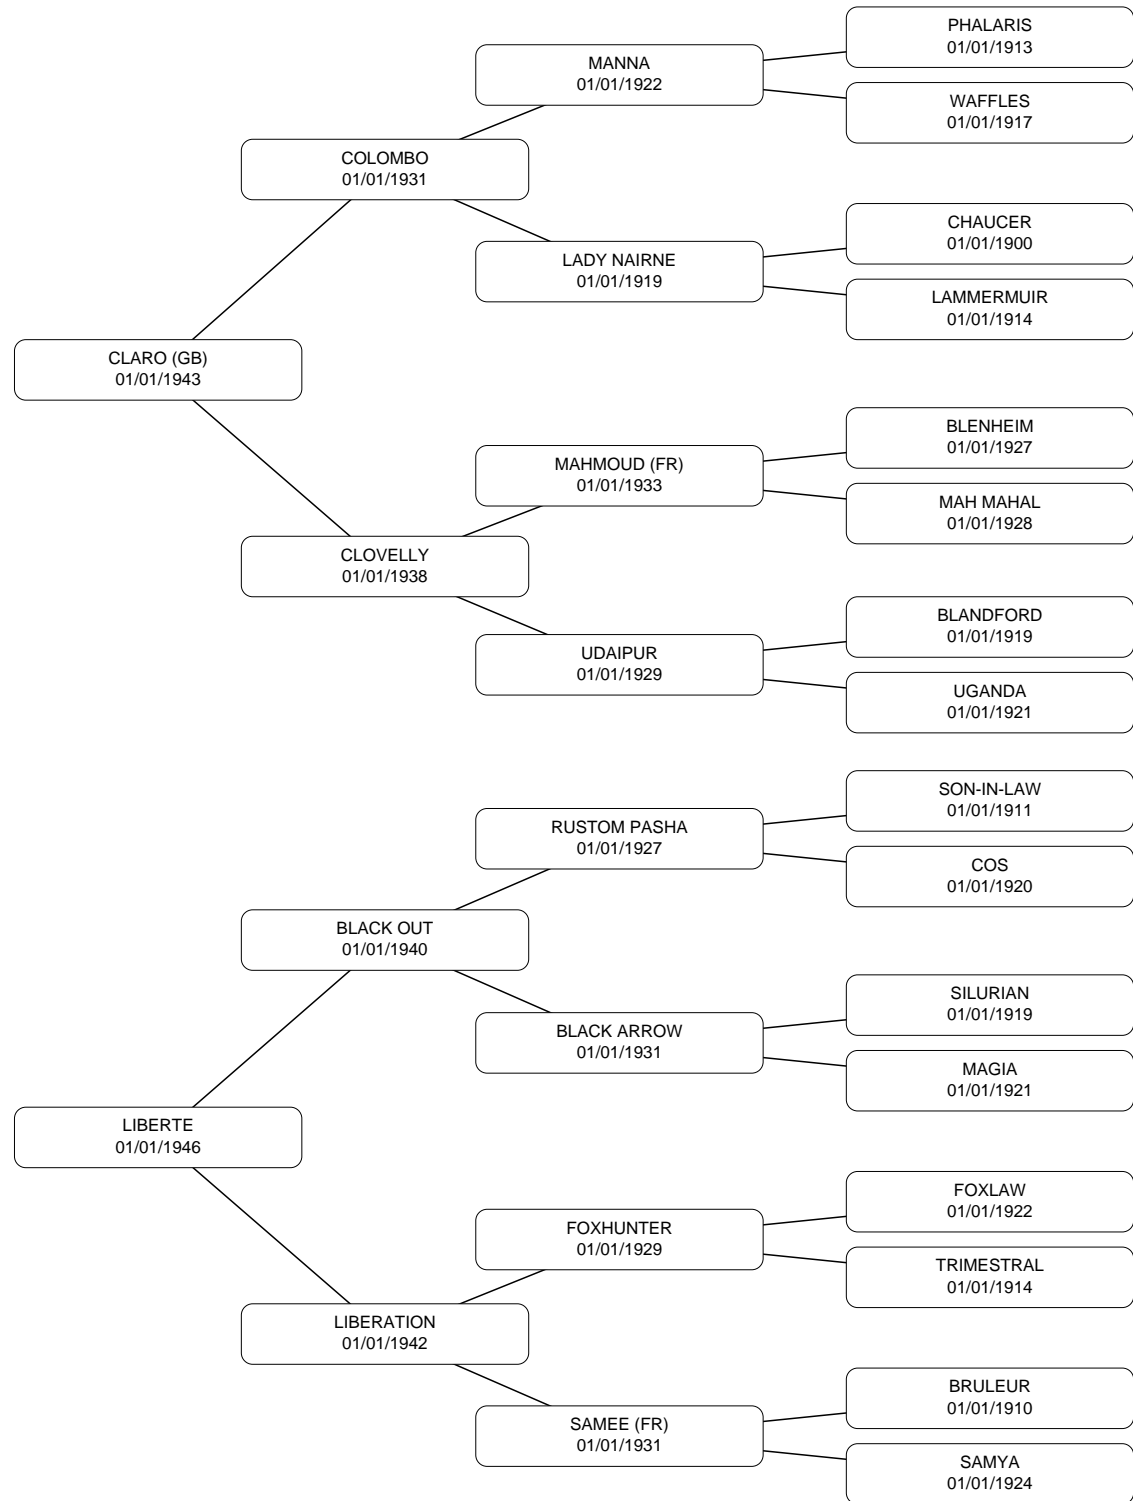 PHALARIS
01/01/1913
MANNA
01/01/1922
WAFFLES
01/01/1917
COLOMBO
01/01/1931
CHAUCER
01/01/1900
LADY NAIRNE
01/01/1919
LAMMERMUIR
01/01/1914
CLARO (GB)
01/01/1943
BLENHEIM
01/01/1927
MAHMOUD (FR)
01/01/1933
MAH MAHAL
01/01/1928
CLOVELLY
01/01/1938
BLANDFORD
01/01/1919
UDAIPUR
01/01/1929
UGANDA
01/01/1921
SON-IN-LAW
01/01/1911
RUSTOM PASHA
01/01/1927
COS
01/01/1920
BLACK OUT
01/01/1940
SILURIAN
01/01/1919
BLACK ARROW
01/01/1931
MAGIA
01/01/1921
LIBERTE
01/01/1946
FOXLAW
01/01/1922
FOXHUNTER
01/01/1929
TRIMESTRAL
01/01/1914
LIBERATION
01/01/1942
BRULEUR
01/01/1910
SAMEE (FR)
01/01/1931
SAMYA
01/01/1924